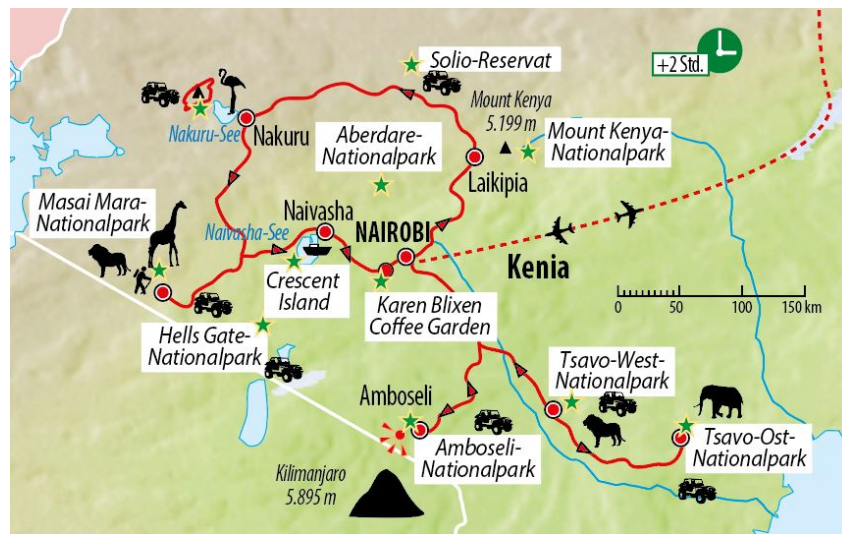 +2 Std.
Solio-Reservat
Mount Kenya
5.199 m
Nakuru-See
Nakuru
Aberdare-
Nationalpark
Mount Kenya-
Nationalpark
Laikipia
Masai Mara-
Nationalpark
Naivasha
Naivasha-See
NAIROBI
Kenia
Crescent
Island
Karen Blixen
Coffee Garden
0 50 100 150 km
Hells Gate-
Nationalpark
Tsavo-West-
Nationalpark
Amboseli
Amboseli-
Nationalpark
Tsavo-Ost-
Nationalpark
Kilimanjaro
5.895 m